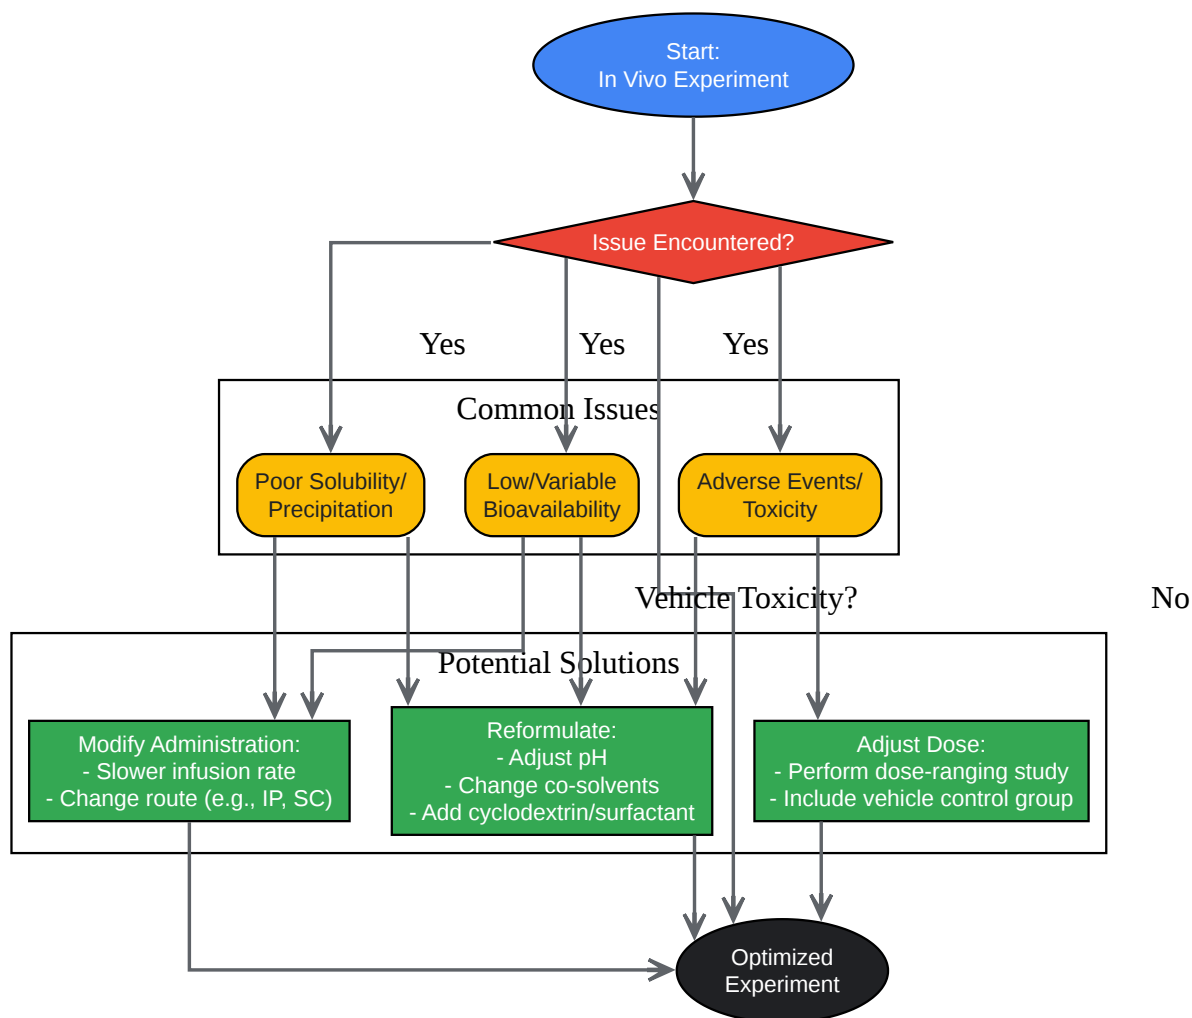 Start:
In Vivo Experiment
Issue Encountered?
Yes
Yes
Yes
Common Issues
Poor Solubility/
Precipitation
Low/Variable
Bioavailability
Adverse Events/
Toxicity
Vehicle Toxicity?
No
Potential Solutions
Modify Administration:
- Slower infusion rate
- Change route (e.g., IP, SC)
Reformulate:
- Adjust pH
- Change co-solvents
- Add cyclodextrin/surfactant
Adjust Dose:
- Perform dose-ranging study
- Include vehicle control group
Optimized
Experiment